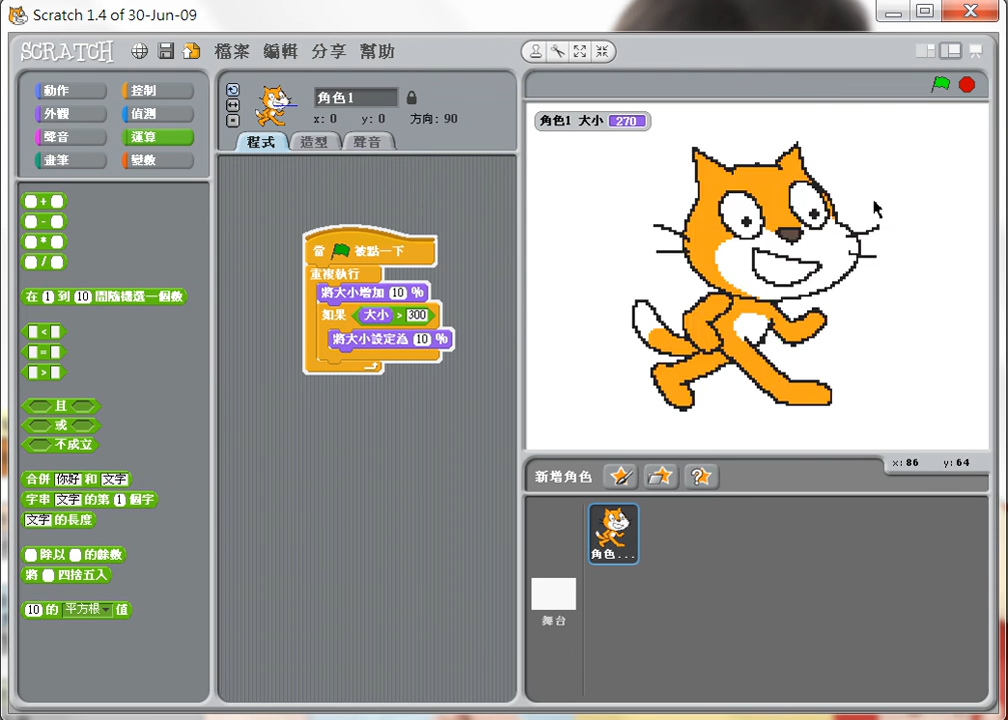 Scratch 1.4 of 30-Jun-09
SCRATCH 檔案 編輯 分享 幫助
動作 控制
外觀 偵測
聲音 運算
畫筆 變數
角色1
x: 0 y: 0 方向: 90
程式 造型 聲音
+
-
*
/
在 1 到 10 間隨機選一個數
<
=
>
且
或
不成立
合併 你好 和 文字
字串 文字 的第 1 個字
文字 的長度
除以 的餘數
將 四捨五入
10 的 平方根 值
當 被點一下
重複執行
將大小增加 10 %
如果 大小 > 300
將大小設定為 10 %
角色1 大小 270
x: 86 y: 64
新增角色
角色...
舞台